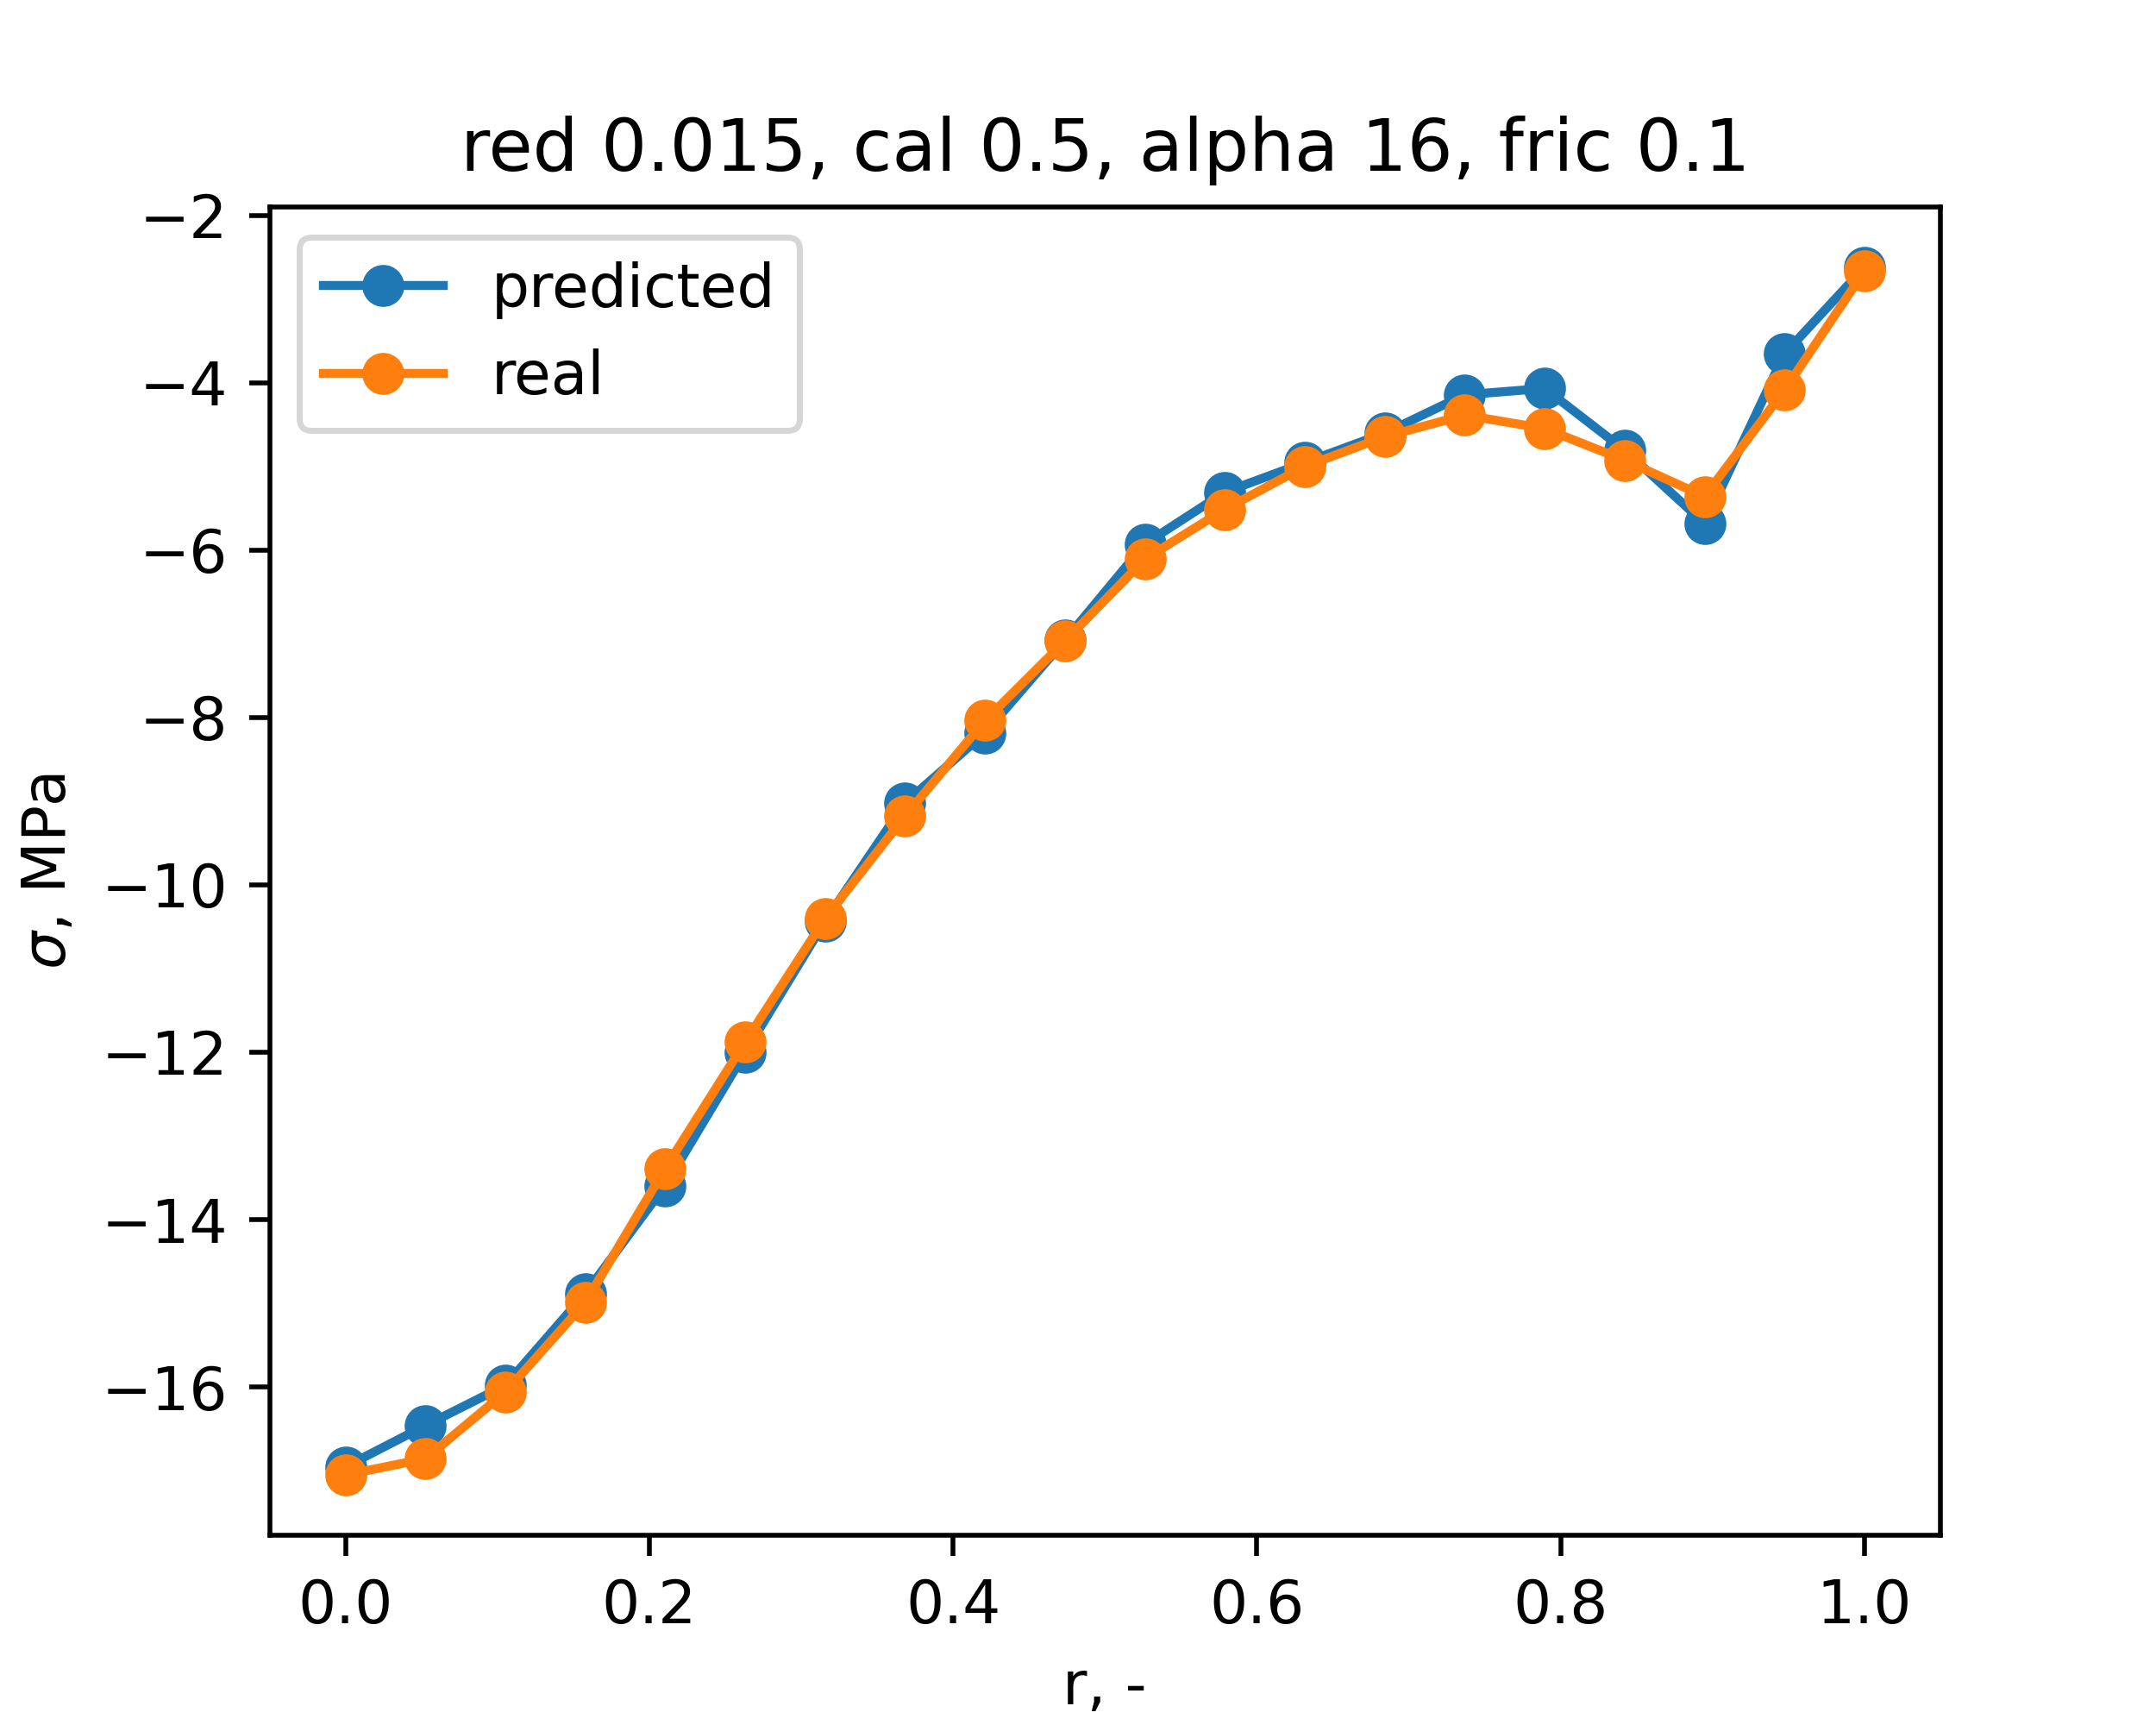 red 0.015, cal 0.5, alpha 16, fric 0.1
predicted
real
−2
−4
−6
−8
−10
−12
−14
−16
σ, MPa
0.0 0.2 0.4 0.6 0.8 1.0
r, -